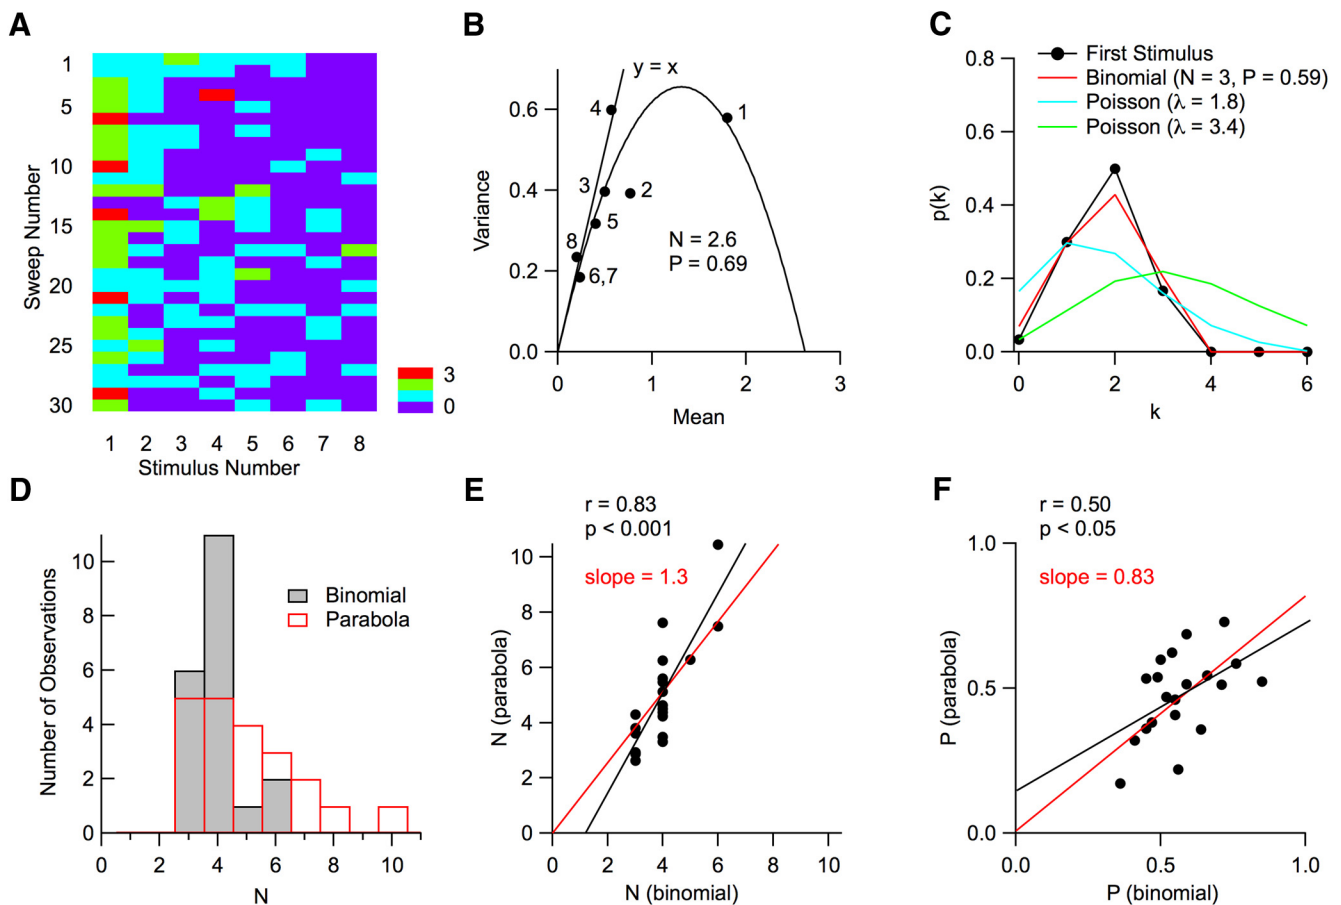 A
Sweep Number
1
5
10
15
20
25
30
1 2 3 4 5 6 7 8
Stimulus Number
3
0
B
Variance
0.6
0.4
0.2
0.0
0 1 2 3
Mean
y = x
4
1
3
2
5
8
6,7
N = 2.6
P = 0.69
C
p(k)
0.8
0.6
0.4
0.2
0.0
0 2 4 6
k
First Stimulus
Binomial (N = 3, P = 0.59)
Poisson (λ = 1.8)
Poisson (λ = 3.4)
D
Number of Observations
10
8
6
4
2
0
0 2 4 6 8 10
N
Binomial
Parabola
E
r = 0.83
p < 0.001
slope = 1.3
N (parabola)
10
8
6
4
2
0
0 2 4 6 8 10
N (binomial)
F
r = 0.50
p < 0.05
slope = 0.83
P (parabola)
1.0
0.5
0.0
0.0 0.5 1.0
P (binomial)